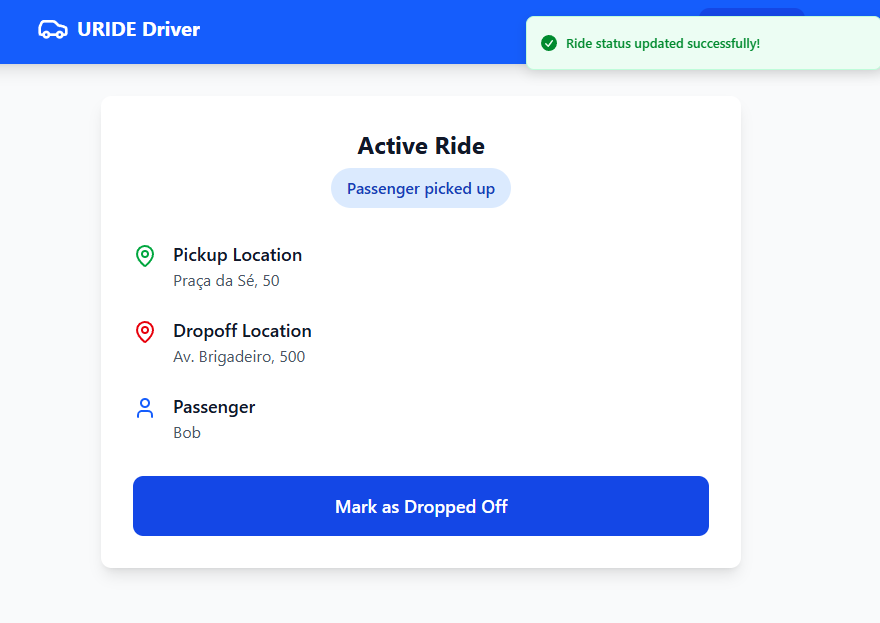 URIDE Driver
Ride status updated successfully!
Active Ride
Passenger picked up
Pickup Location
Praça da Sé, 50
Dropoff Location
Av. Brigadeiro, 500
Passenger
Bob
Mark as Dropped Off